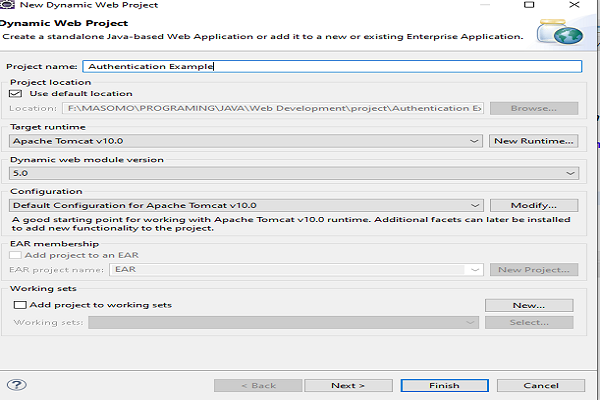 New Dynamic Web Project
Dynamic Web Project
Create a standalone Java-based Web Application or add it to a new or existing Enterprise Application.
Project name: Authentication Example
Project location
Use default location
Location: F:\MASOMO\PROGRAMING\JAVA\Web Development\project\Authentication Ex Browse...
Target runtime
Apache Tomcat v10.0 New Runtime...
Dynamic web module version
5.0
Configuration
Default Configuration for Apache Tomcat v10.0 Modify...
A good starting point for working with Apache Tomcat v10.0 runtime. Additional facets can later be installed
to add new functionality to the project.
EAR membership
Add project to an EAR
EAR project name: EAR New Project...
Working sets
Add project to working sets New...
Working sets: Select...
? < Back Next > Finish Cancel